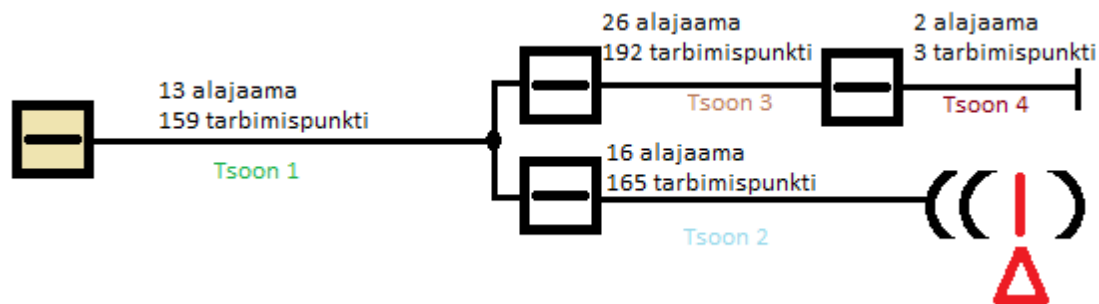 13 alajaama
159 tarbimispunkti
Tsoon 1
26 alajaama
192 tarbimispunkti
Tsoon 3
2 alajaama
3 tarbimispunkti
Tsoon 4
16 alajaama
165 tarbimispunkti
Tsoon 2